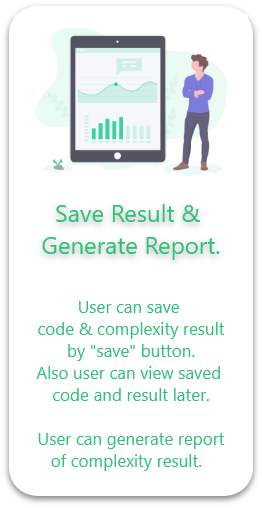 Save Result &
Generate Report.
User can save
code & complexity result
by "save" button.
Also user can view saved
code and result later.
User can generate report
of complexity result.